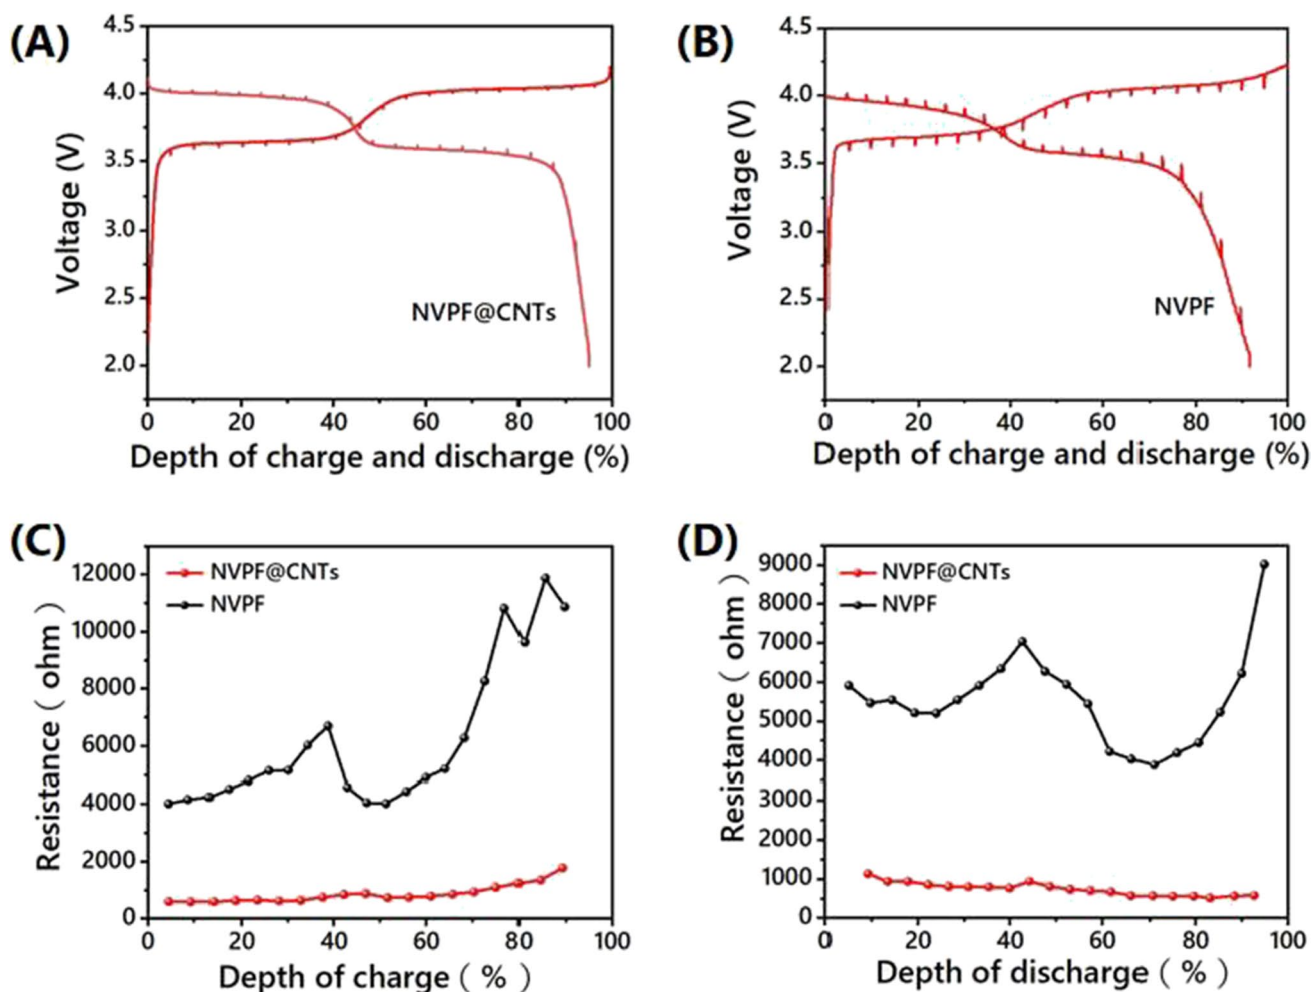 (A)
4.5
4.0
3.5
3.0
2.5
2.0
Voltage (V)
NVPF@CNTs
0 20 40 60 80 100
Depth of charge and discharge (%)
(B)
4.5
4.0
3.5
3.0
2.5
2.0
Voltage (V)
NVPF
0 20 40 60 80 100
Depth of charge and discharge (%)
(C)
12000
10000
8000
6000
4000
2000
0
Resistance ( ohm )
NVPF@CNTs
NVPF
0 20 40 60 80 100
Depth of charge ( % )
(D)
9000
8000
7000
6000
5000
4000
3000
2000
1000
0
Resistance ( ohm )
NVPF@CNTs
NVPF
0 20 40 60 80 100
Depth of discharge ( % )